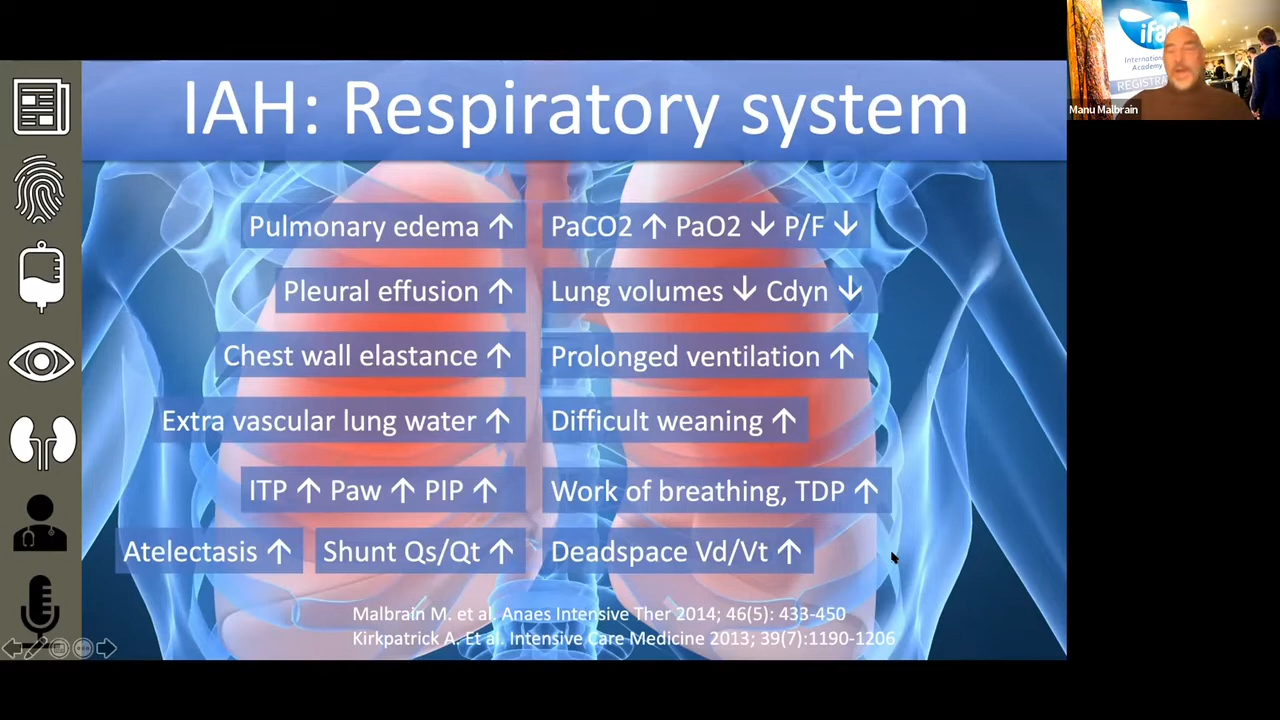 IAH: Respiratory system
Pulmonary edema ↑
PaCO2 ↑ PaO2 ↓ P/F ↓
Pleural effusion ↑
Lung volumes ↓ Cdyn ↓
Chest wall elastance ↑
Prolonged ventilation ↑
Extra vascular lung water ↑
Difficult weaning ↑
ITP ↑ Paw ↑ PIP ↑
Work of breathing, TDP ↑
Atelectasis ↑
Shunt Qs/Qt ↑
Deadspace Vd/Vt ↑
Malbrain M. et al. Anaes Intensive Ther 2014; 46(5): 433-450
Kirkpatrick A. Et al. Intensive Care Medicine 2013; 39(7):1190-1206
Academy
Manu Malbrain